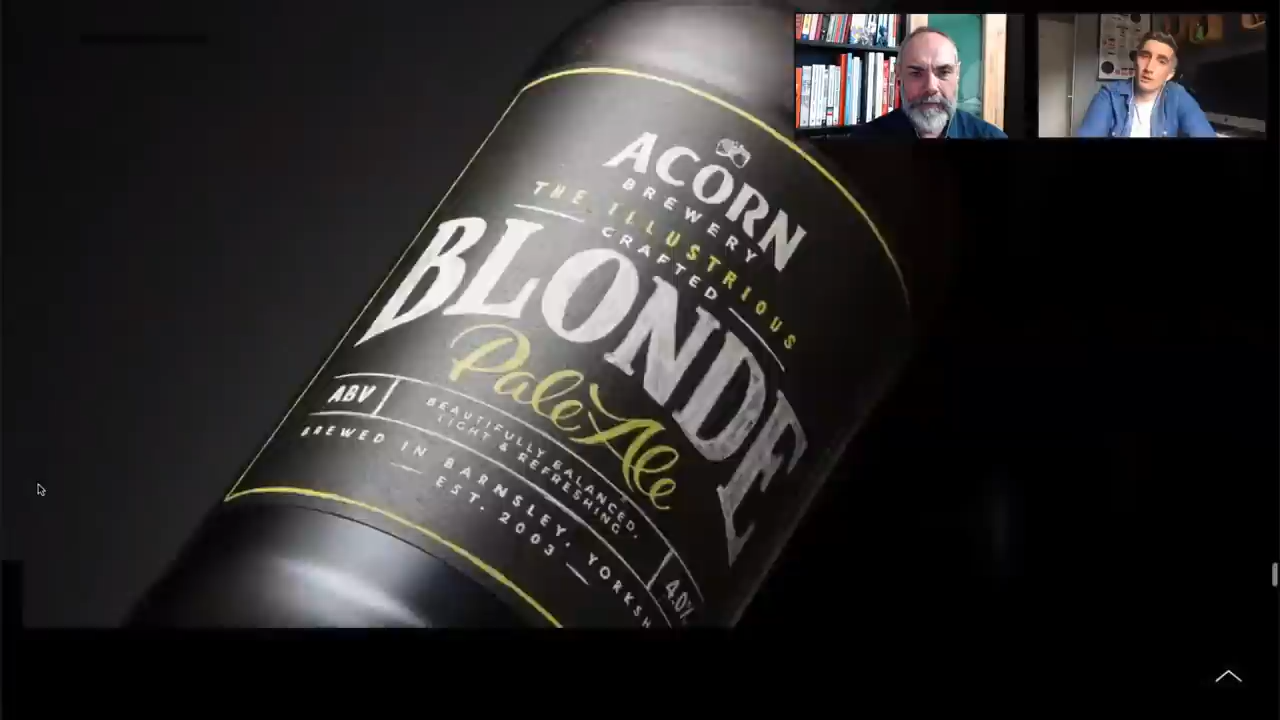 ACORN
BREWERY
THE ILLUSTRIOUS
CRAFTED
BLONDE
Pale Ale
ABV
BEAUTIFULLY BALANCED,
LIGHT & REFRESHING.
4.0%
BREWED IN BARNSLEY, YORKSH
EST. 2003